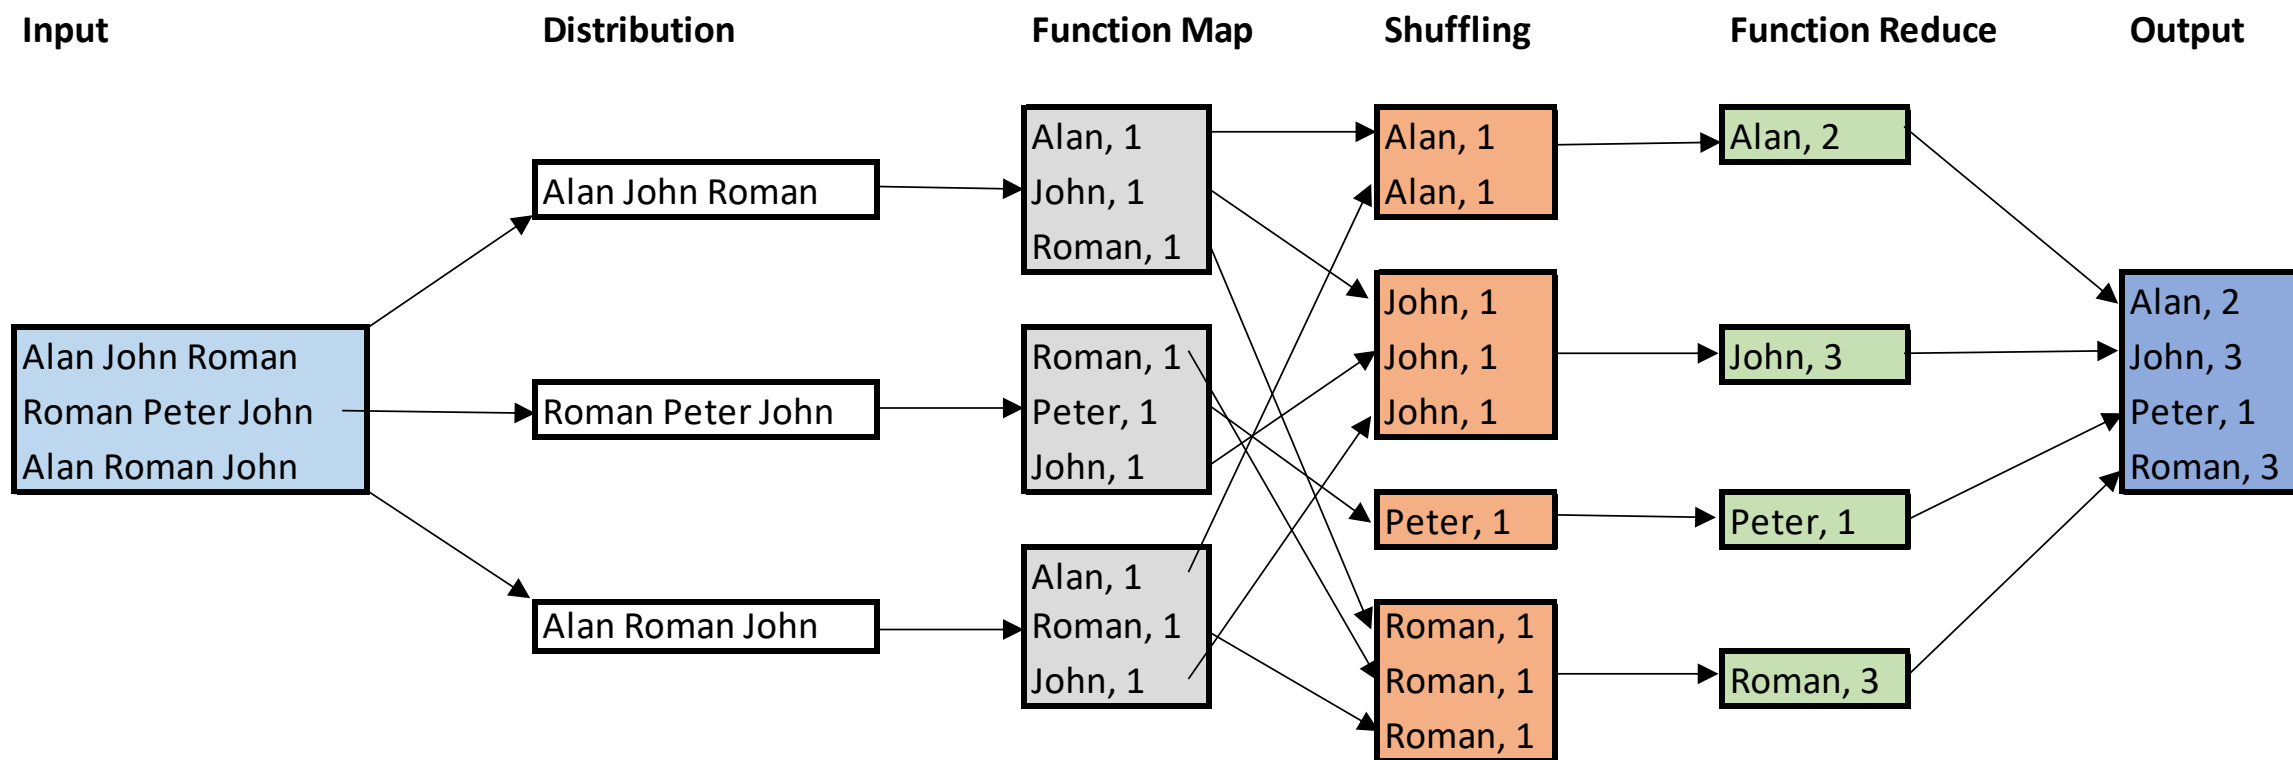 Input
Distribution
Function Map
Shuffling
Function Reduce
Output
Alan John Roman
Roman Peter John
Alan Roman John
Alan John Roman
Roman Peter John
Alan Roman John
Alan, 1
John, 1
Roman, 1
Roman, 1
Peter, 1
John, 1
Alan, 1
Roman, 1
John, 1
Alan, 1
Alan, 1
John, 1
John, 1
John, 1
Peter, 1
Roman, 1
Roman, 1
Roman, 1
Alan, 2
John, 3
Peter, 1
Roman, 3
Alan, 2
John, 3
Peter, 1
Roman, 3